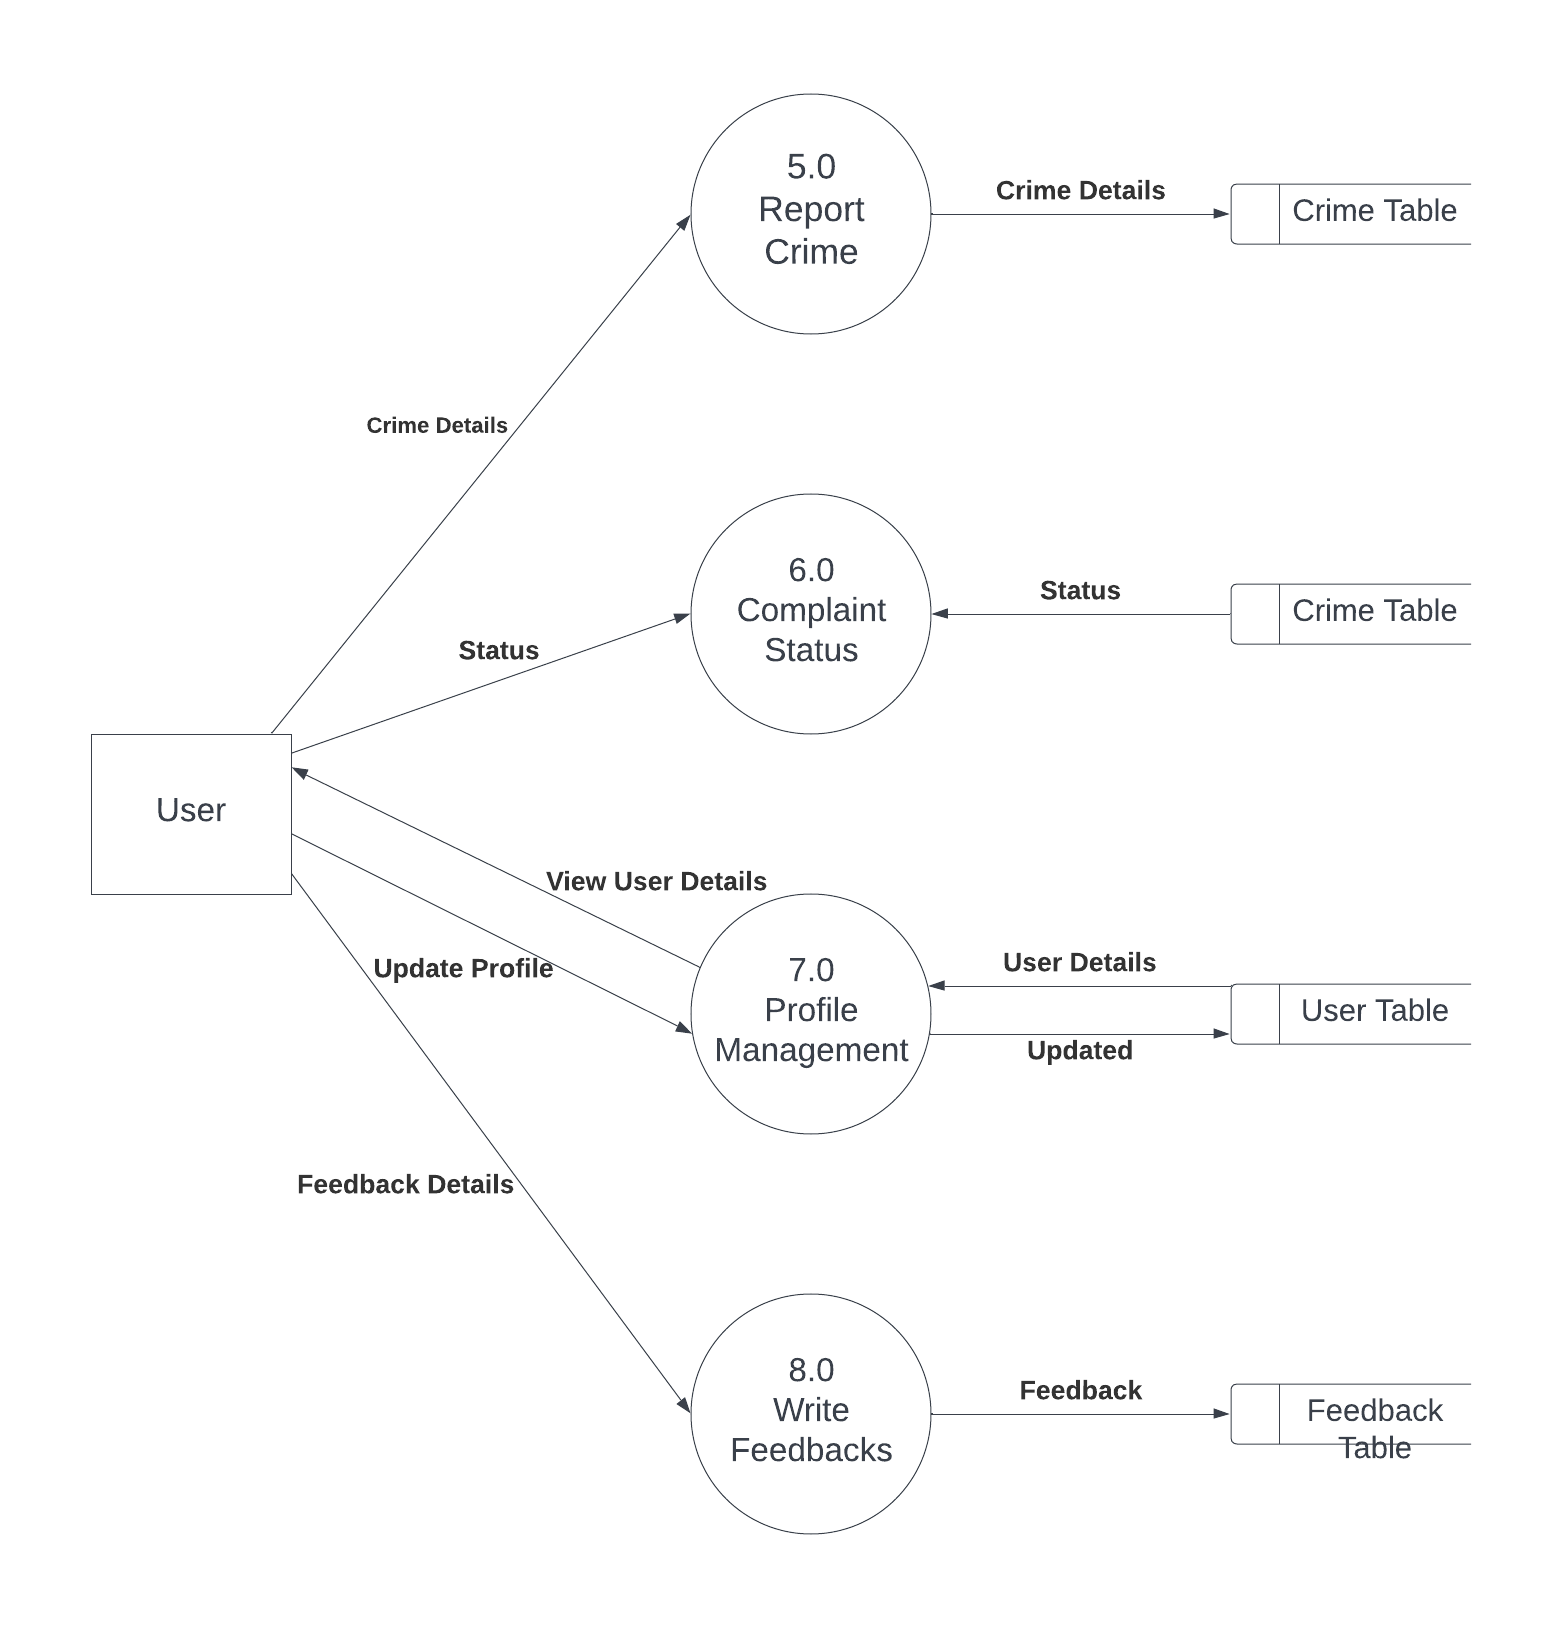 5.0
Report
Crime
Crime Details
Crime Table
Crime Details
6.0
Complaint
Status
Status
Crime Table
Status
User
View User Details
Update Profile
7.0
Profile
Management
User Details
Updated
User Table
Feedback Details
8.0
Write
Feedbacks
Feedback
Feedback
Table